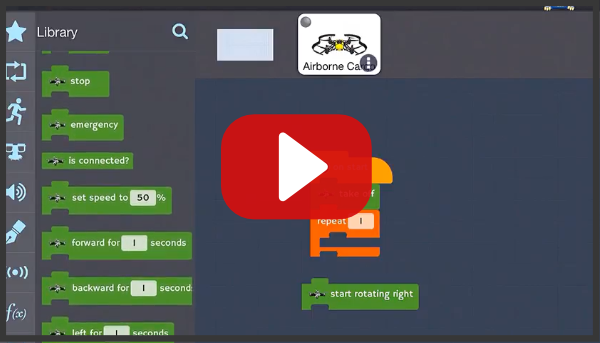 Library
Airborne Ca
stop
emergency
is connected?
set speed to 50 %
forward for 1 seconds
repeat 1
backward for 1 second
start rotating right
left for 1 seconds
f(x)